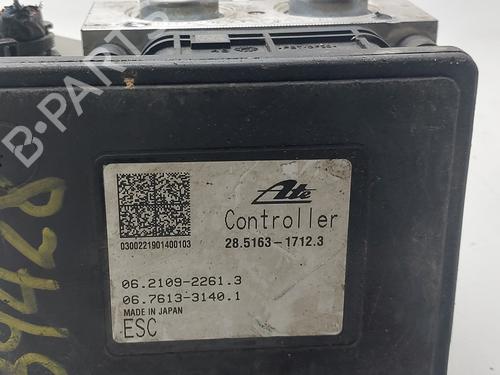 B-PARTS
Ate
Controller
0300221901400103
28.5163-1712.3
06.2109-2261.3
06.7613-3140.1
MADE IN JAPAN
ESC